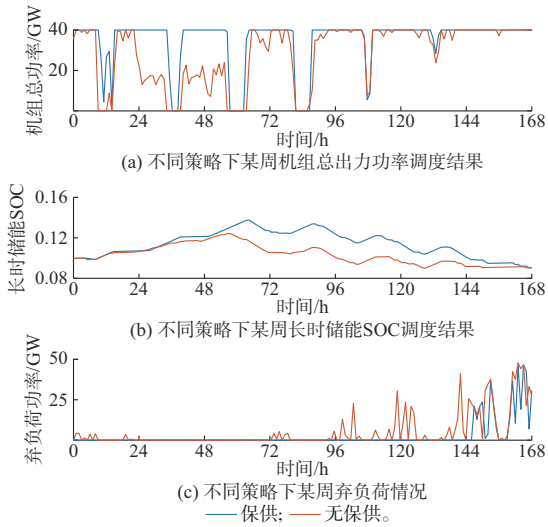 机组总功率/GW
40
20
0 24 48 72 96 120 144 168
时间/h
(a) 不同策略下某周机组总出力功率调度结果
长时储能SOC
0.16
0.12
0.08
0 24 48 72 96 120 144 168
时间/h
(b) 不同策略下某周长时储能SOC调度结果
弃负荷功率/GW
50
25
0 24 48 72 96 120 144 168
时间/h
(c) 不同策略下某周弃负荷情况
保供; 无保供。